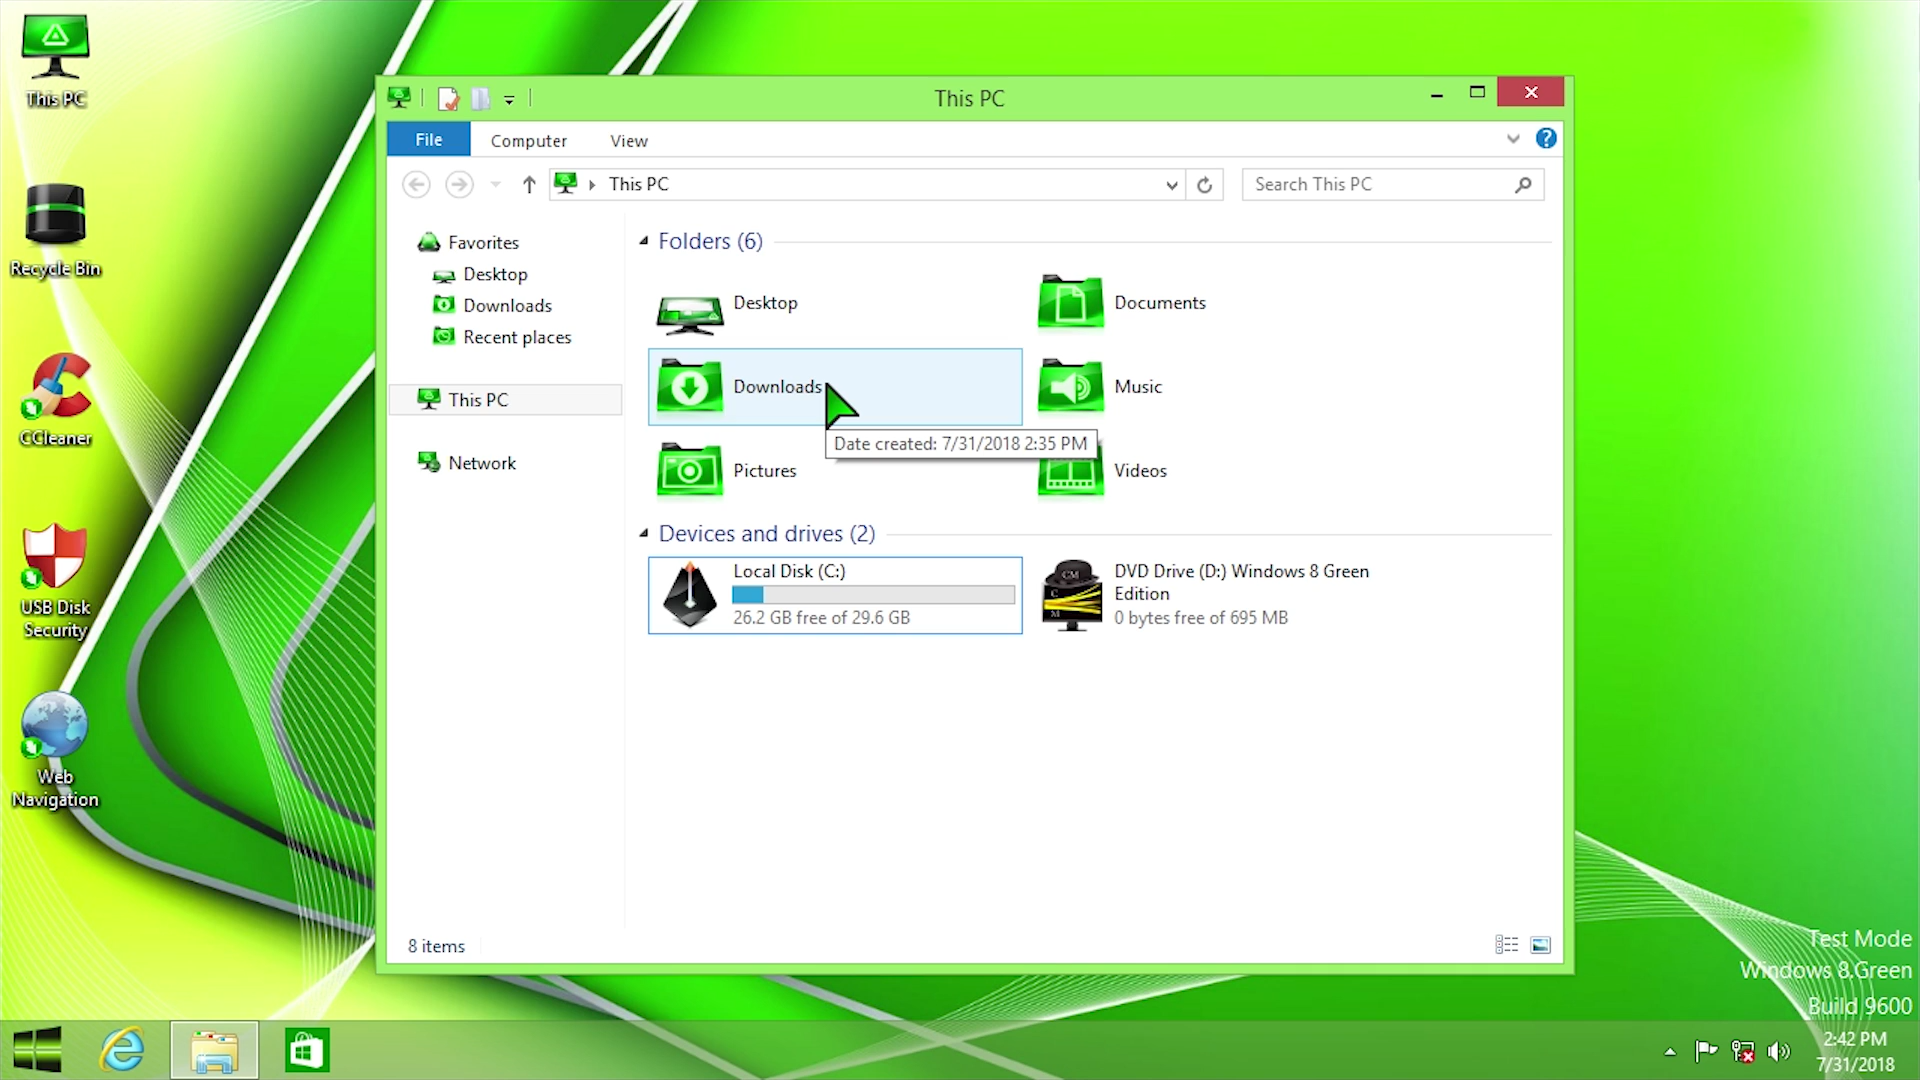 This PC
Recycle Bin
CCleaner
USB Disk
Security
Web
Navigation
This PC
File
Computer
View
This PC
Search This PC
Favorites
Desktop
Downloads
Recent places
This PC
Network
Folders (6)
Desktop
Documents
Downloads
Music
Date created: 7/31/2018 2:35 PM
Pictures
Videos
Devices and drives (2)
Local Disk (C:)
26.2 GB free of 29.6 GB
CM
C
M
DVD Drive (D:) Windows 8 Green
Edition
0 bytes free of 695 MB
8 items
Test Mode
Windows 8.Green
Build 9600
2:42 PM
7/31/2018